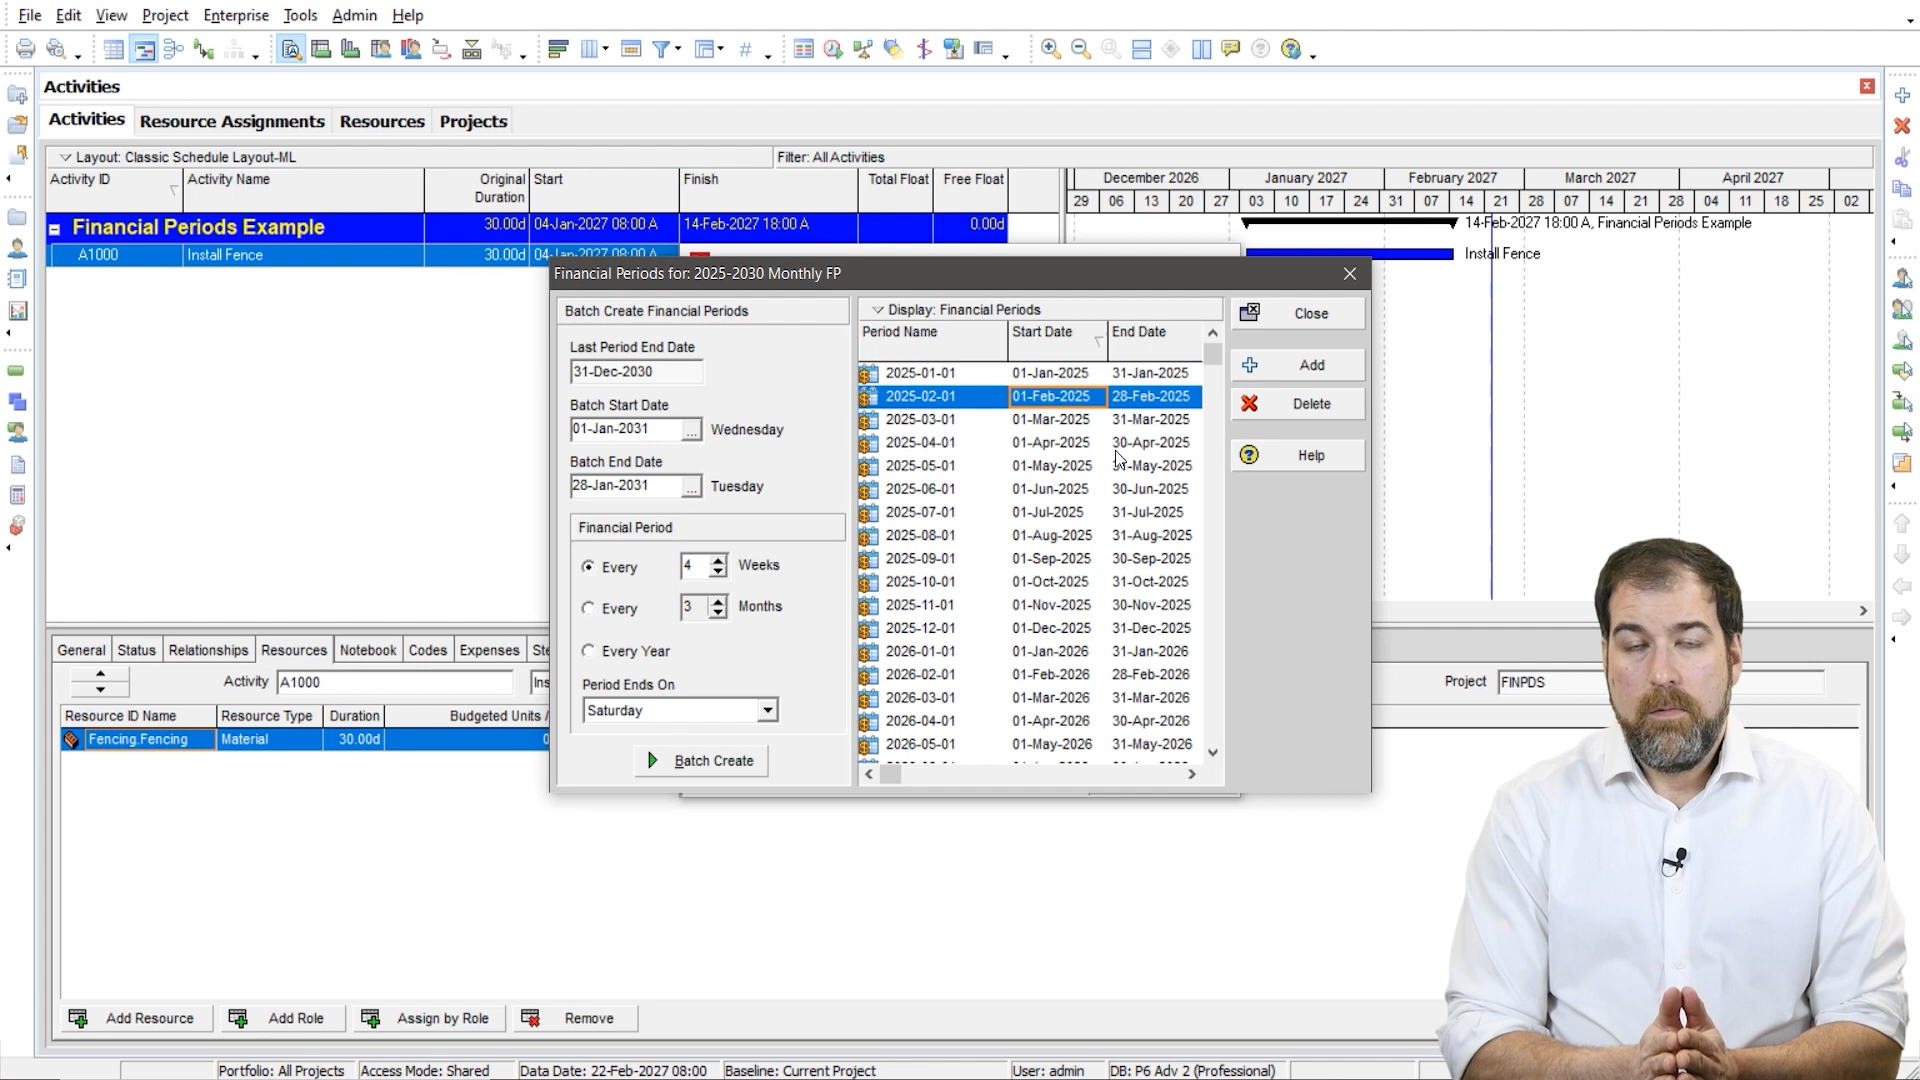 File Edit View Project Enterprise Tools Admin Help
Activities
Activities Resource Assignments Resources Projects
Layout: Classic Schedule Layout-ML Filter: All Activities
Activity ID Activity Name Original Duration Start Finish Total Float Free Float
December 2026 January 2027 February 2027 March 2027 April 2027
29 06 13 20 27 03 10 17 24 31 07 14 21 28 07 14 21 28 04 11 18 25 02
Financial Periods Example 30.00d 04-Jan-2027 08:00 A 14-Feb-2027 18:00 A 0.00d
14-Feb-2027 18:00 A, Financial Periods Example
A1000 Install Fence 30.00d 04-Jan-2027 08:00 A
Install Fence
Financial Periods for: 2025-2030 Monthly FP
Batch Create Financial Periods
Last Period End Date
31-Dec-2030
Batch Start Date
01-Jan-2031 ... Wednesday
Batch End Date
28-Jan-2031 ... Tuesday
Financial Period
Every 4 Weeks
Every 3 Months
Every Year
Period Ends On
Saturday
Batch Create
Display: Financial Periods
Period Name Start Date End Date
2025-01-01 01-Jan-2025 31-Jan-2025
2025-02-01 01-Feb-2025 28-Feb-2025
2025-03-01 01-Mar-2025 31-Mar-2025
2025-04-01 01-Apr-2025 30-Apr-2025
2025-05-01 01-May-2025 31-May-2025
2025-06-01 01-Jun-2025 30-Jun-2025
2025-07-01 01-Jul-2025 31-Jul-2025
2025-08-01 01-Aug-2025 31-Aug-2025
2025-09-01 01-Sep-2025 30-Sep-2025
2025-10-01 01-Oct-2025 31-Oct-2025
2025-11-01 01-Nov-2025 30-Nov-2025
2025-12-01 01-Dec-2025 31-Dec-2025
2026-01-01 01-Jan-2026 31-Jan-2026
2026-02-01 01-Feb-2026 28-Feb-2026
2026-03-01 01-Mar-2026 31-Mar-2026
2026-04-01 01-Apr-2026 30-Apr-2026
2026-05-01 01-May-2026 31-May-2026
Close
Add
Delete
Help
General Status Relationships Resources Notebook Codes Expenses
Activity A1000 Project FINPDS
Resource ID Name Resource Type Duration Budgeted Units /
Fencing.Fencing Material 30.00d
Add Resource Add Role Assign by Role Remove
Portfolio: All Projects Access Mode: Shared Data Date: 22-Feb-2027 08:00 Baseline: Current Project User: admin DB: P6 Adv 2 (Professional)